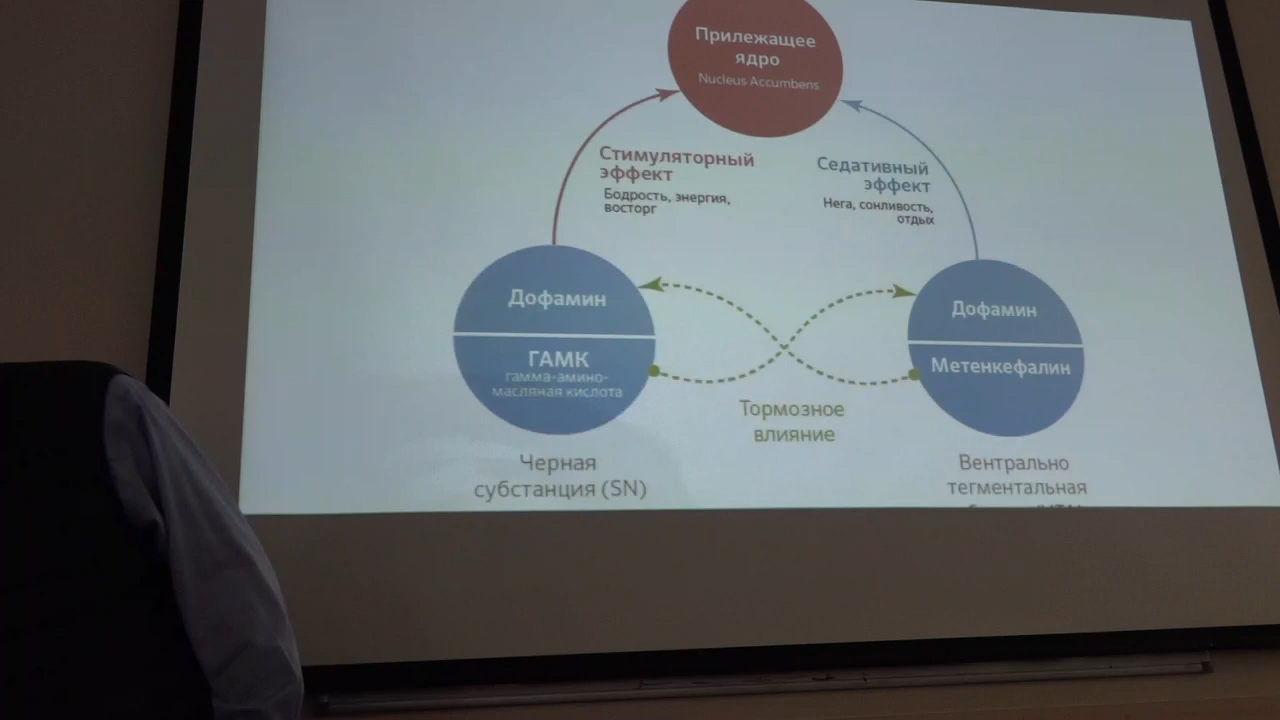 Прилежащее
ядро
Nucleus Accumbens
Стимуляторный
эффект
Бодрость, энергия,
восторг
Седативный
эффект
Нега, сонливость,
отдых
Дофамин
ГАМК
гамма-амино-
масляная кислота
Дофамин
Метенкефалин
Тормозное
влияние
Черная
субстанция (SN)
Вентрально
тегментальная